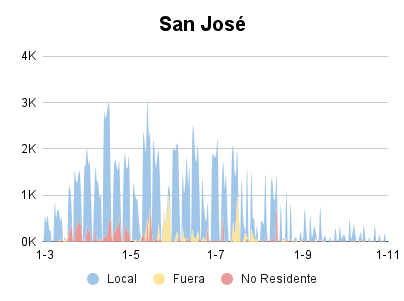 San José
4K
3K
2K
1K
0K
1-3 1-5 1-7 1-9 1-11
Local Fuera No Residente